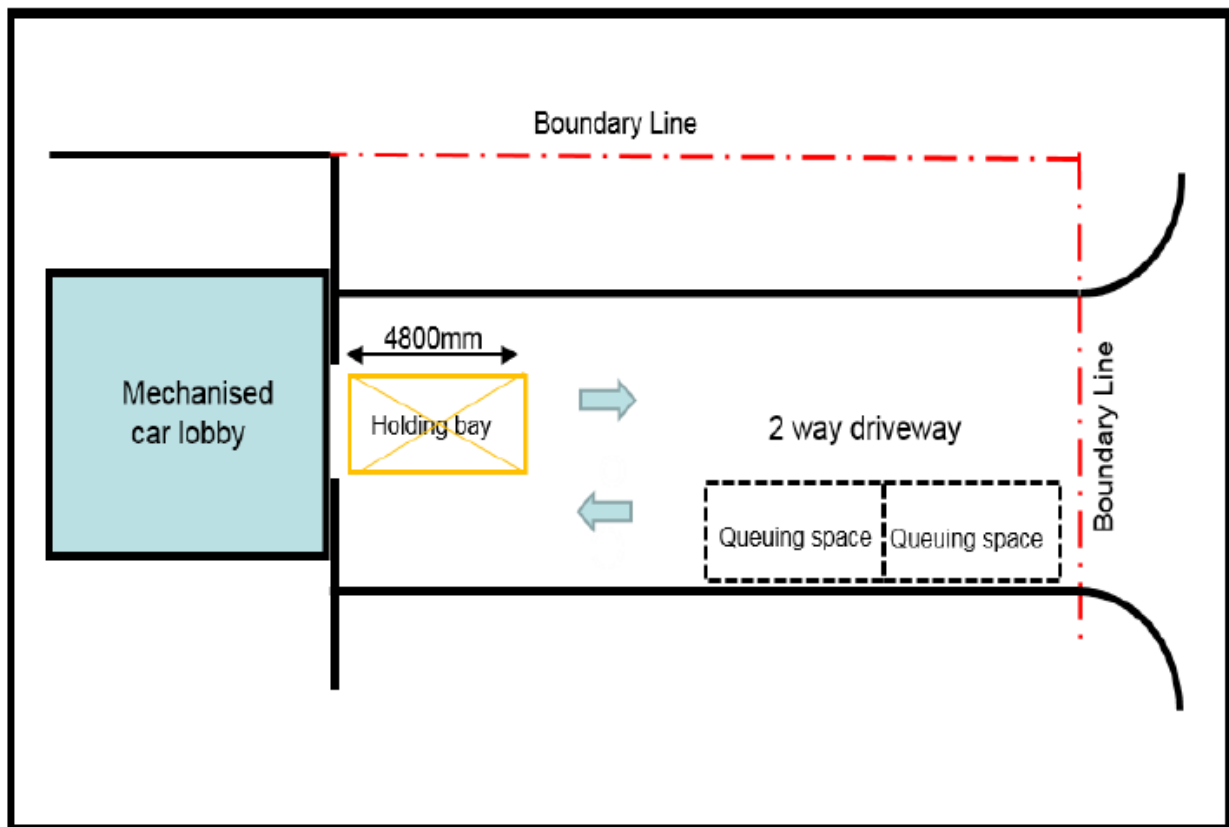 Boundary Line
4800mm
Mechanised
car lobby
Holding bay
2 way driveway
Boundary Line
Queuing space
Queuing space